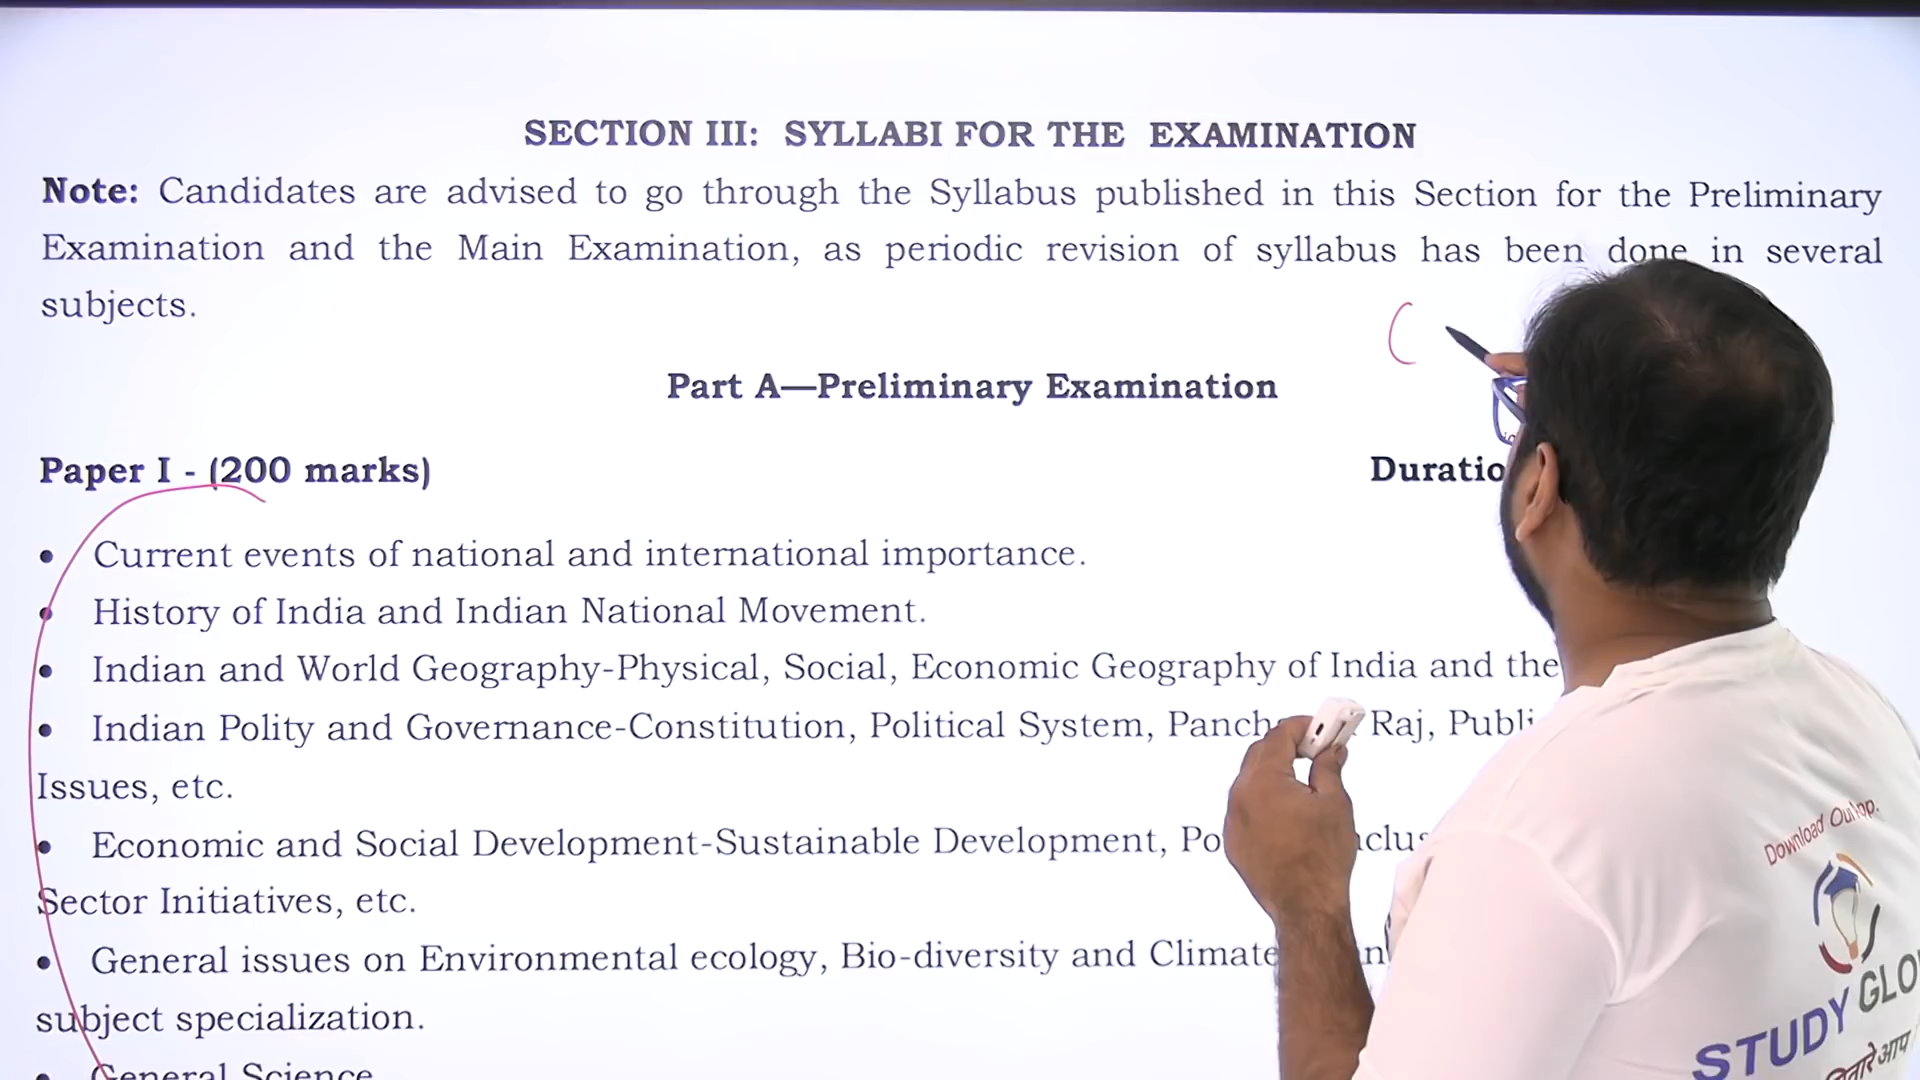 SECTION III: SYLLABI FOR THE EXAMINATION
Note: Candidates are advised to go through the Syllabus published in this Section for the Preliminary
Examination and the Main Examination, as periodic revision of syllabus has been done in several
subjects.
Part A—Preliminary Examination
Paper I - (200 marks)
Current events of national and international importance.
History of India and Indian National Movement.
Indian and World Geography-Physical, Social, Economic Geography of India and the
Indian Polity and Governance-Constitution, Political System, Raj,
Issues, etc.
Economic and Social Development-Sustainable Development,
Sector Initiatives, etc.
General issues on Environmental ecology, Bio-diversity and Climate
subject specialization.
General Science
Download Our App.
STUDY